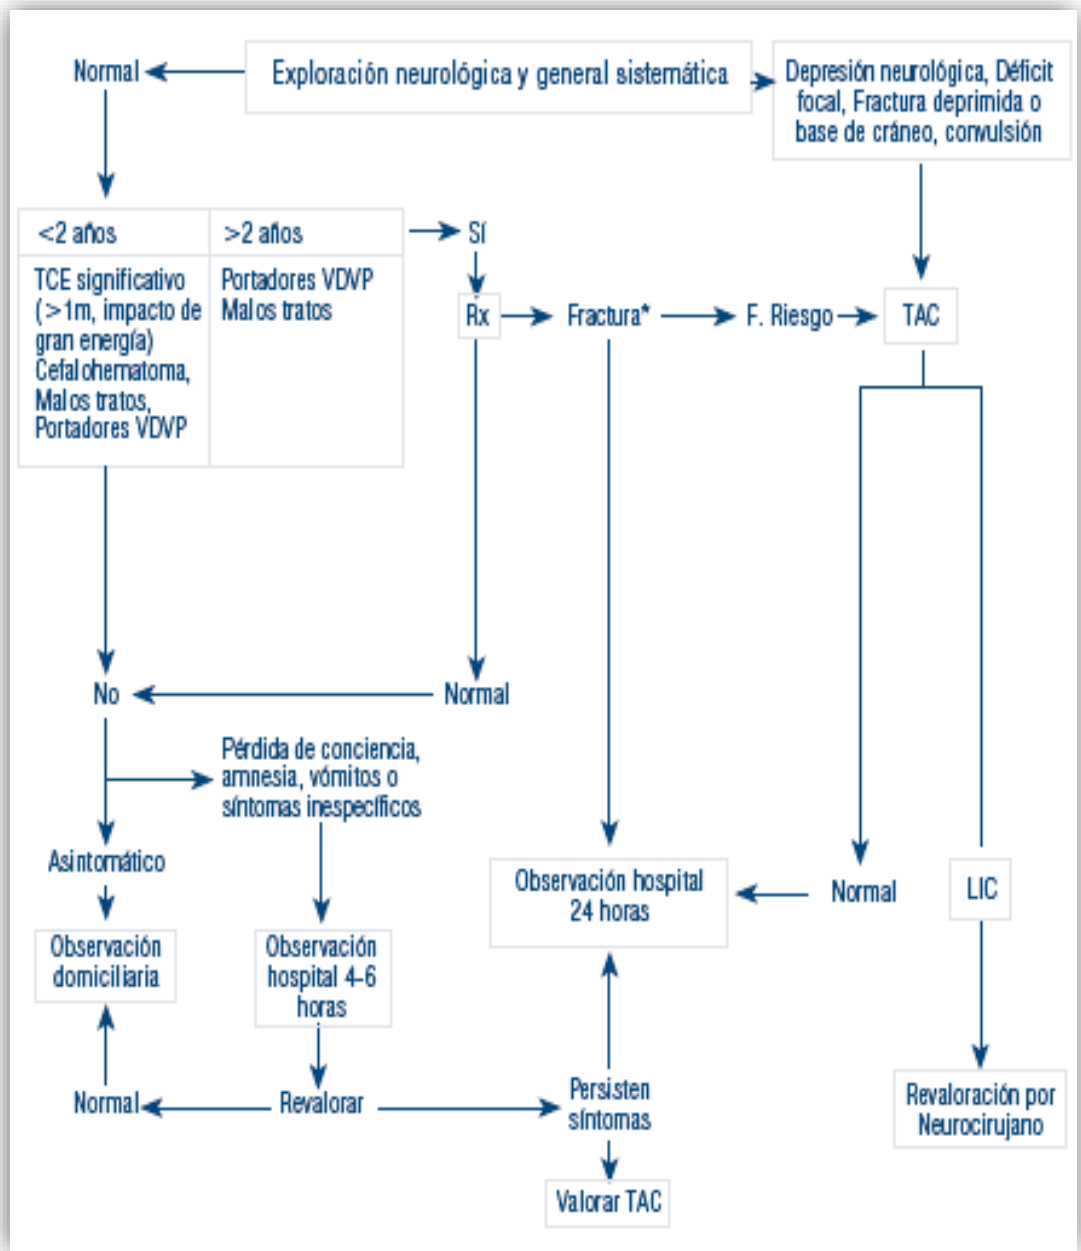 Normal
Exploración neurológica y general sistemática
Depresión neurológica, Déficit
focal, Fractura deprimida o
base de cráneo, convulsión
<2 años
>2 años
Sí
TCE significativo
(>1m, impacto de
gran energía)
Cefalohematoma,
Malos tratos,
Portadores VDVP
Portadores VDVP
Malos tratos
Rx
Fractura*
F. Riesgo
TAC
No
Normal
Pérdida de conciencia,
amnesia, vómitos o
síntomas inespecíficos
Asintomático
Observación hospital
24 horas
Normal
LIC
Observación
domiciliaria
Observación
hospital 4-6
horas
Normal
Revalorar
Persisten
síntomas
Revaloración por
Neurocirujano
Valorar TAC